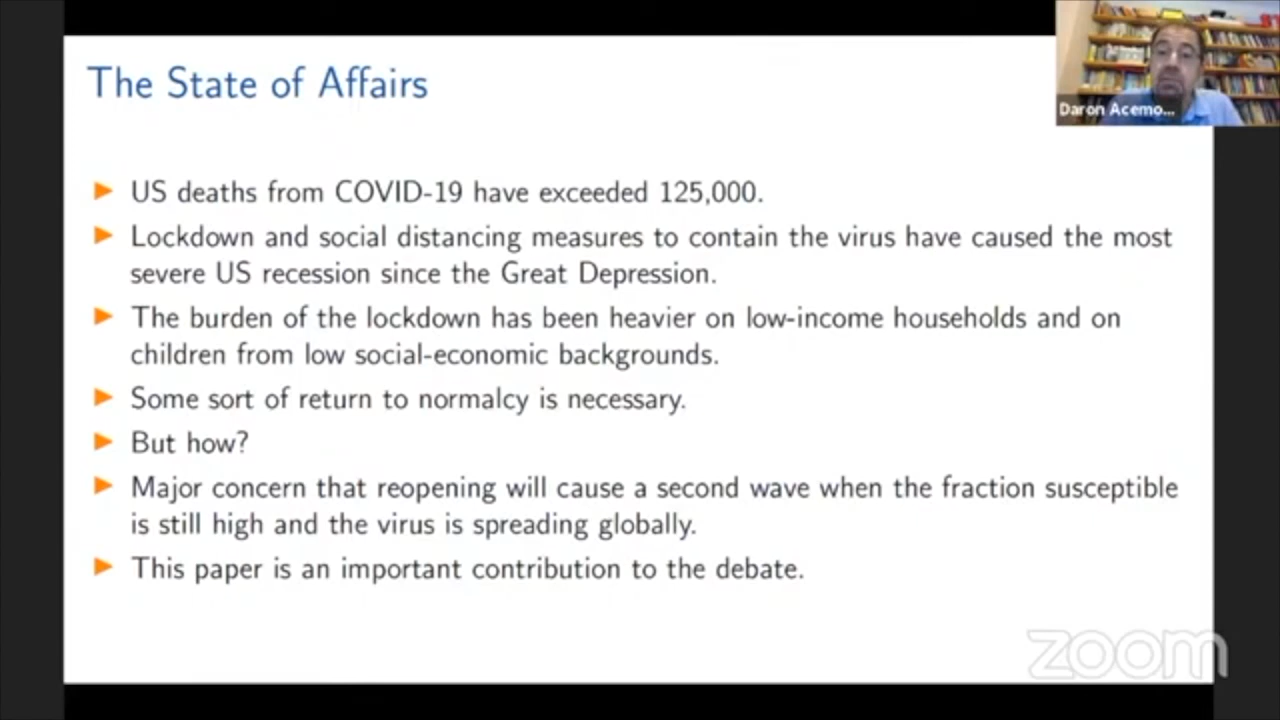 The State of Affairs
Daron Acemo...
US deaths from COVID-19 have exceeded 125,000.
Lockdown and social distancing measures to contain the virus have caused the most
severe US recession since the Great Depression.
The burden of the lockdown has been heavier on low-income households and on
children from low social-economic backgrounds.
Some sort of return to normalcy is necessary.
But how?
Major concern that reopening will cause a second wave when the fraction susceptible
is still high and the virus is spreading globally.
This paper is an important contribution to the debate.
zoom